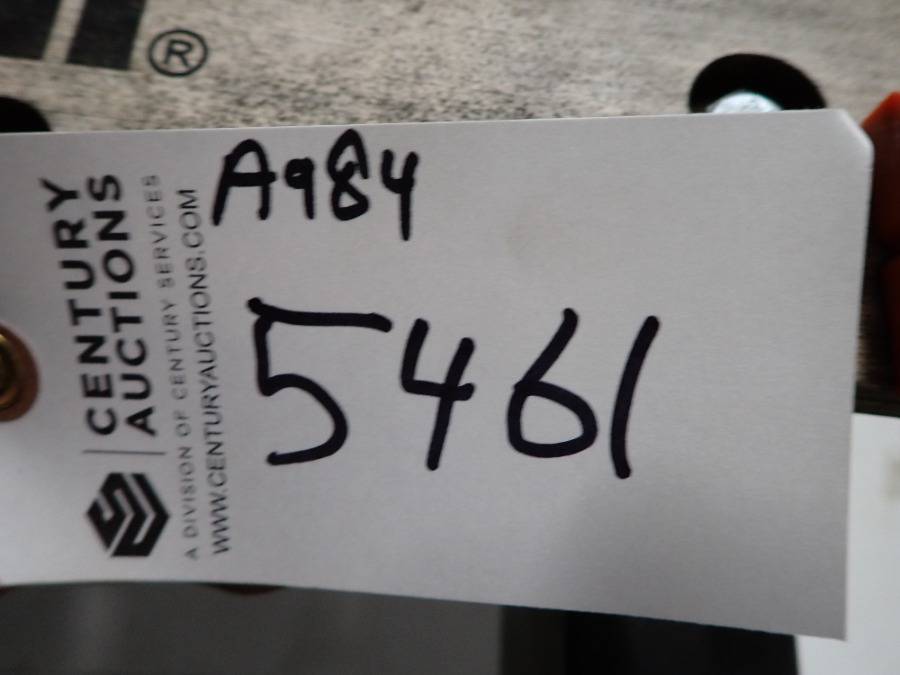 ®
A984
5461
CENTURY
AUCTIONS
A DIVISION OF CENTURY SERVICES
WWW.CENTURYAUCTIONS.COM